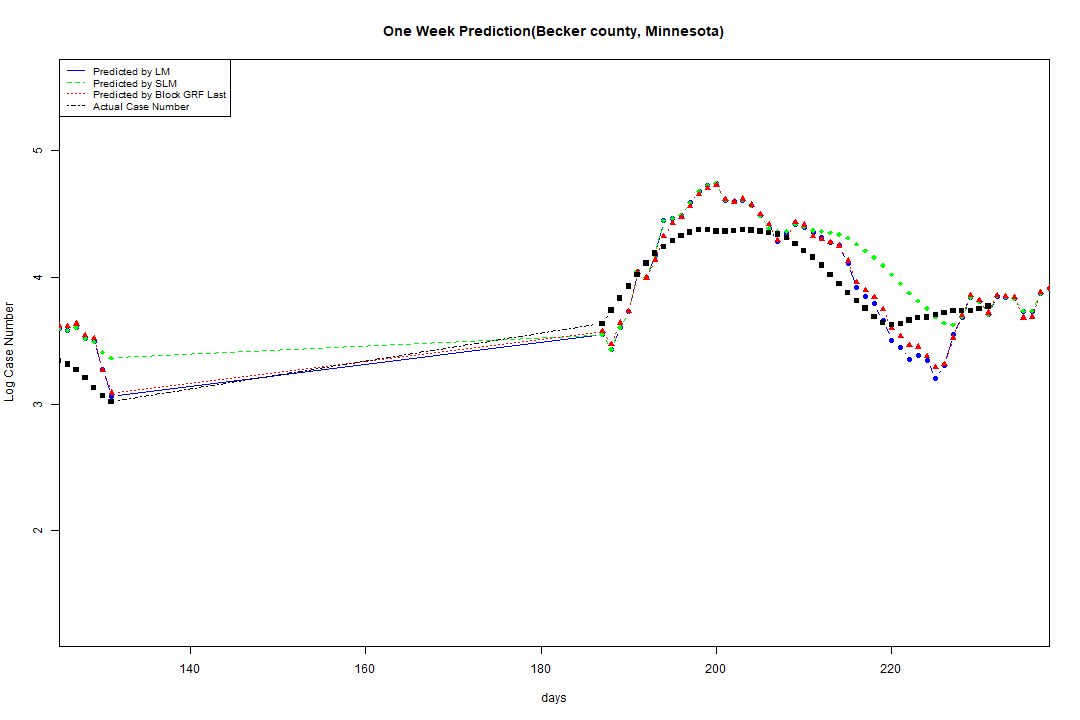 One Week Prediction(Becker county, Minnesota)
Predicted by LM
Predicted by SLM
Predicted by Block GRF Last
Actual Case Number
5
4
3
2
Log Case Number
140 160 180 200 220
days